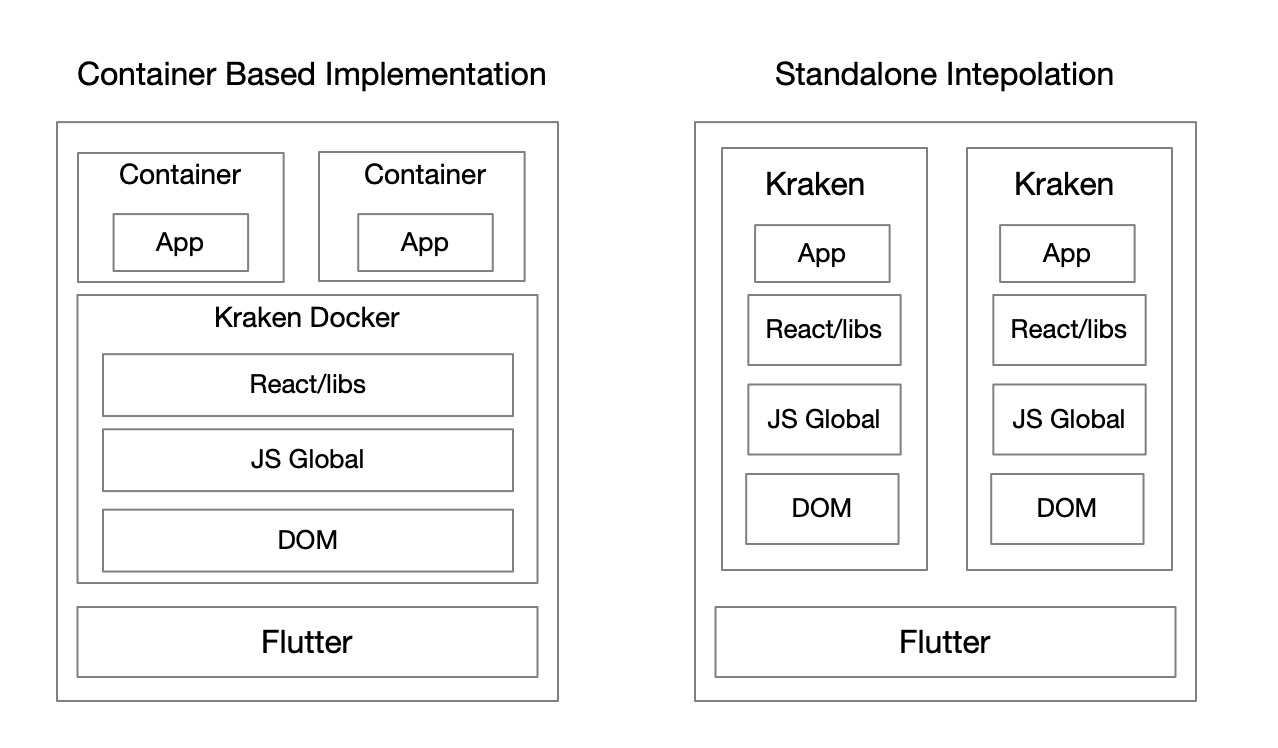 Container Based Implementation
Container
App
Container
App
Kraken Docker
React/libs
JS Global
DOM
Flutter
Standalone Intepolation
Kraken
App
React/libs
JS Global
DOM
Kraken
App
React/libs
JS Global
DOM
Flutter